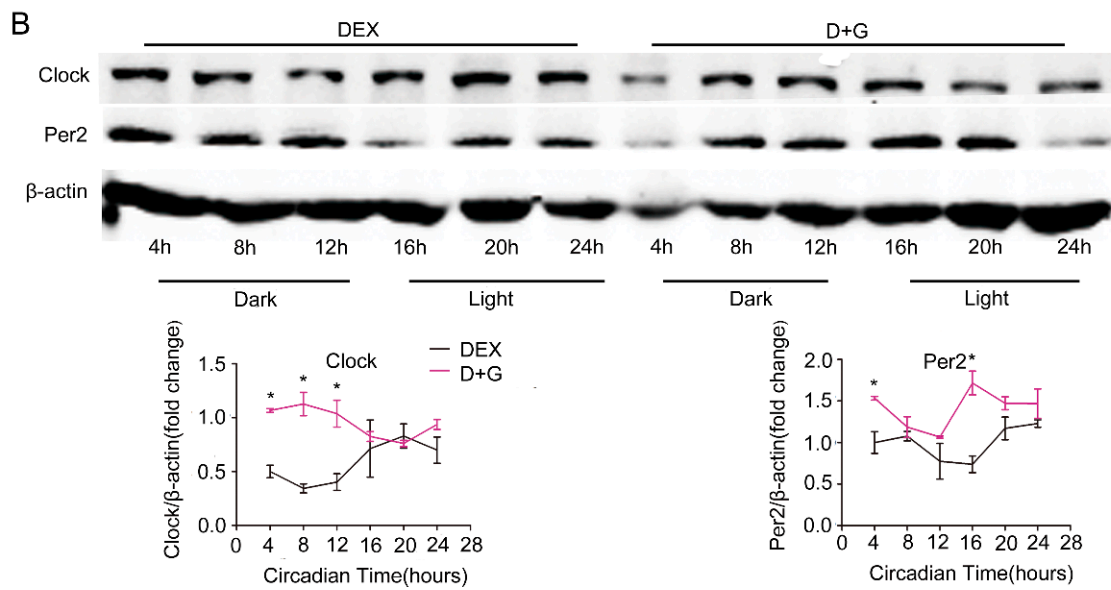 B
DEX D+G
Clock
Per2
β-actin
4h 8h 12h 16h 20h 24h 4h 8h 12h 16h 20h 24h
Dark Light Dark Light
Clock/β-actin(fold change)
1.5
1.0
0.5
0.0
Clock
DEX
D+G
* * *
0 4 8 12 16 20 24 28
Circadian Time(hours)
Per2/β-actin(fold change)
2.0
1.5
1.0
0.5
0.0
Per2
* *
0 4 8 12 16 20 24 28
Circadian Time(hours)